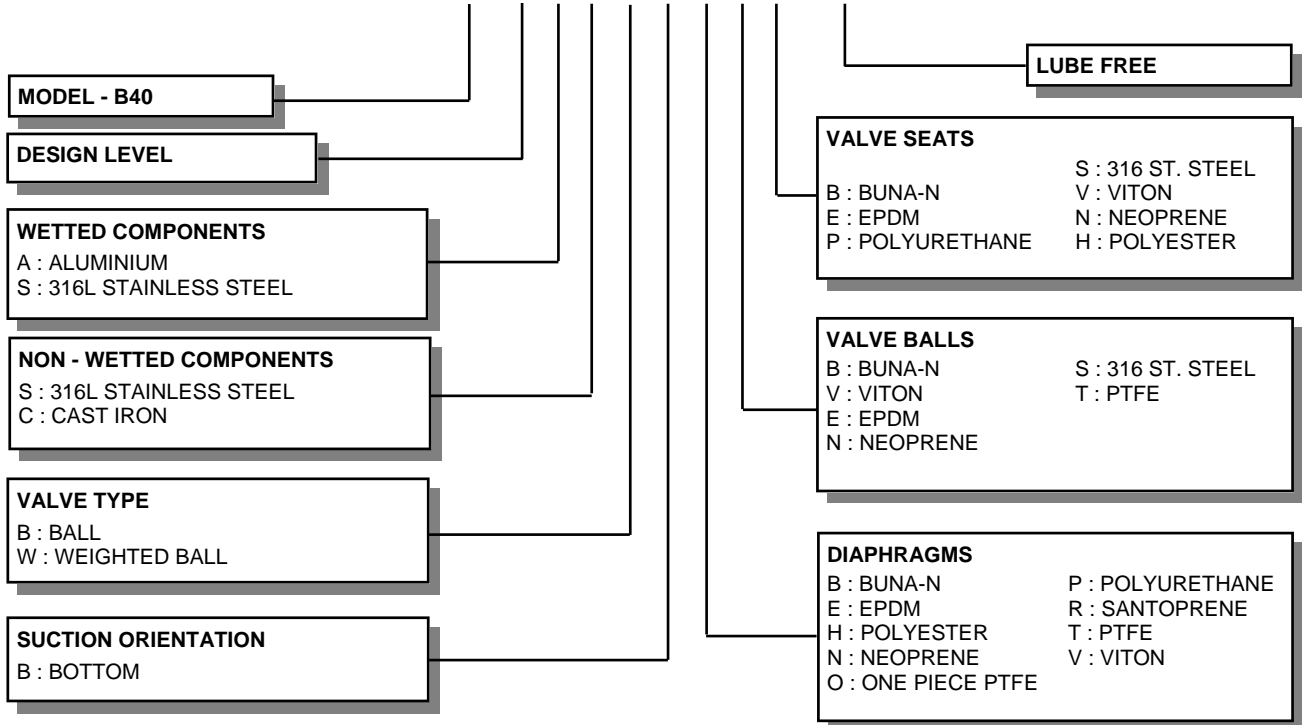 MODEL - B40
DESIGN LEVEL
WETTED COMPONENTS
A : ALUMINIUM
S : 316L STAINLESS STEEL
NON - WETTED COMPONENTS
S : 316L STAINLESS STEEL
C : CAST IRON
VALVE TYPE
B : BALL
W : WEIGHTED BALL
SUCTION ORIENTATION
B : BOTTOM
LUBE FREE
VALVE SEATS
S : 316 ST. STEEL
B : BUNA-N V : VITON
E : EPDM N : NEOPRENE
P : POLYURETHANE H : POLYESTER
VALVE BALLS
B : BUNA-N S : 316 ST. STEEL
V : VITON T : PTFE
E : EPDM
N : NEOPRENE
DIAPHRAGMS
B : BUNA-N P : POLYURETHANE
E : EPDM R : SANTOPRENE
H : POLYESTER T : PTFE
N : NEOPRENE V : VITON
O : ONE PIECE PTFE